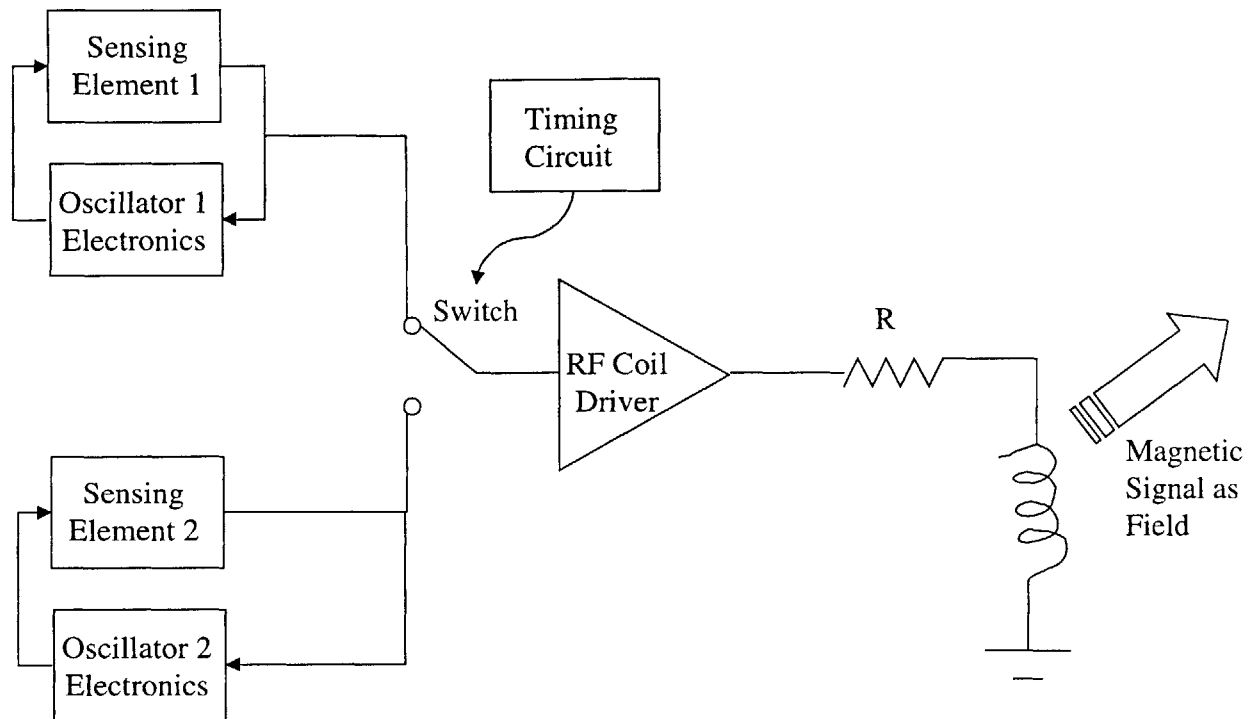 Sensing
Element 1
Oscillator 1
Electronics
Timing
Circuit
Switch
RF Coil
Driver
R
Magnetic
Signal as
Field
Sensing
Element 2
Oscillator 2
Electronics